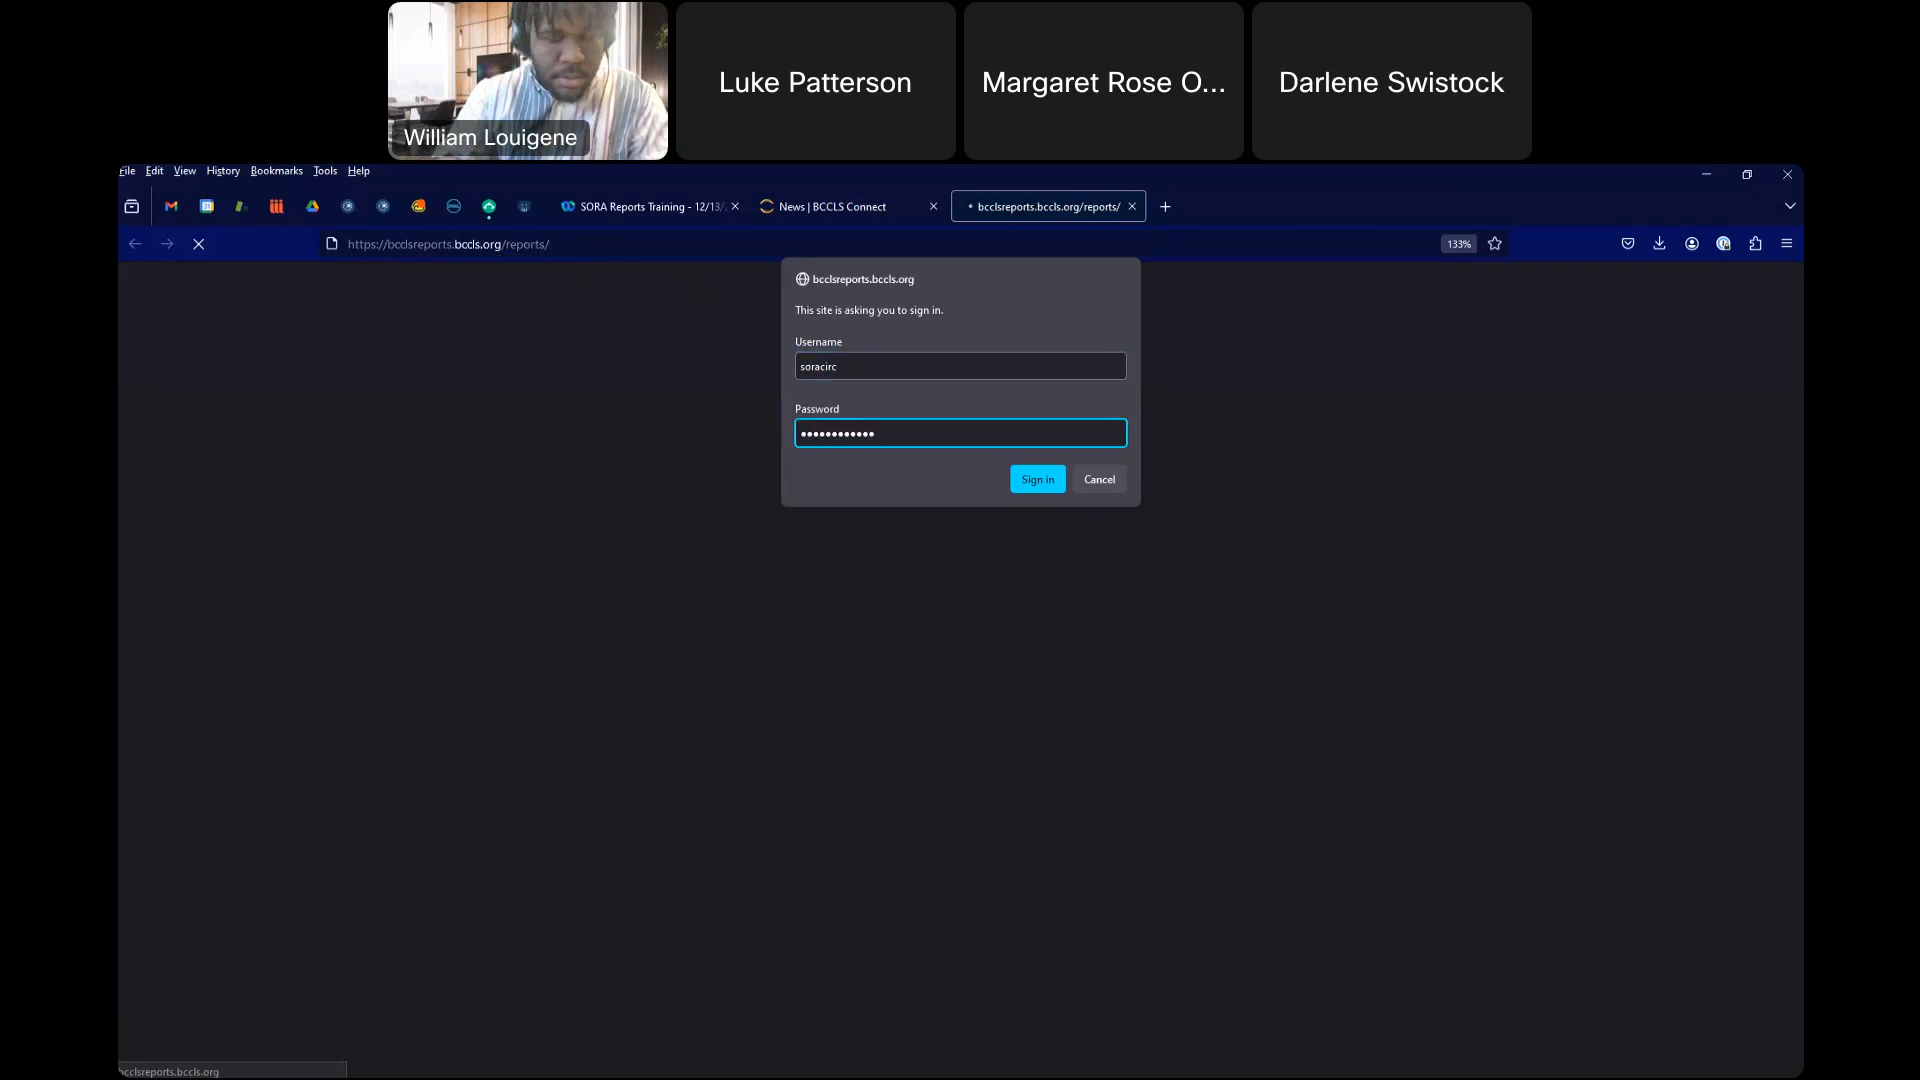 William Louigene
Luke Patterson
Margaret Rose O...
Darlene Swistock
File Edit View History Bookmarks Tools Help
SORA Reports Training - 12/13/
News | BCCLS Connect
bcclsreports.bccls.org/reports/
https://bcclsreports.bccls.org/reports/
133%
bcclsreports.bccls.org
This site is asking you to sign in.
Username
soracirc
Password
••••••••••••
Sign in
Cancel
bcclsreports.bccls.org